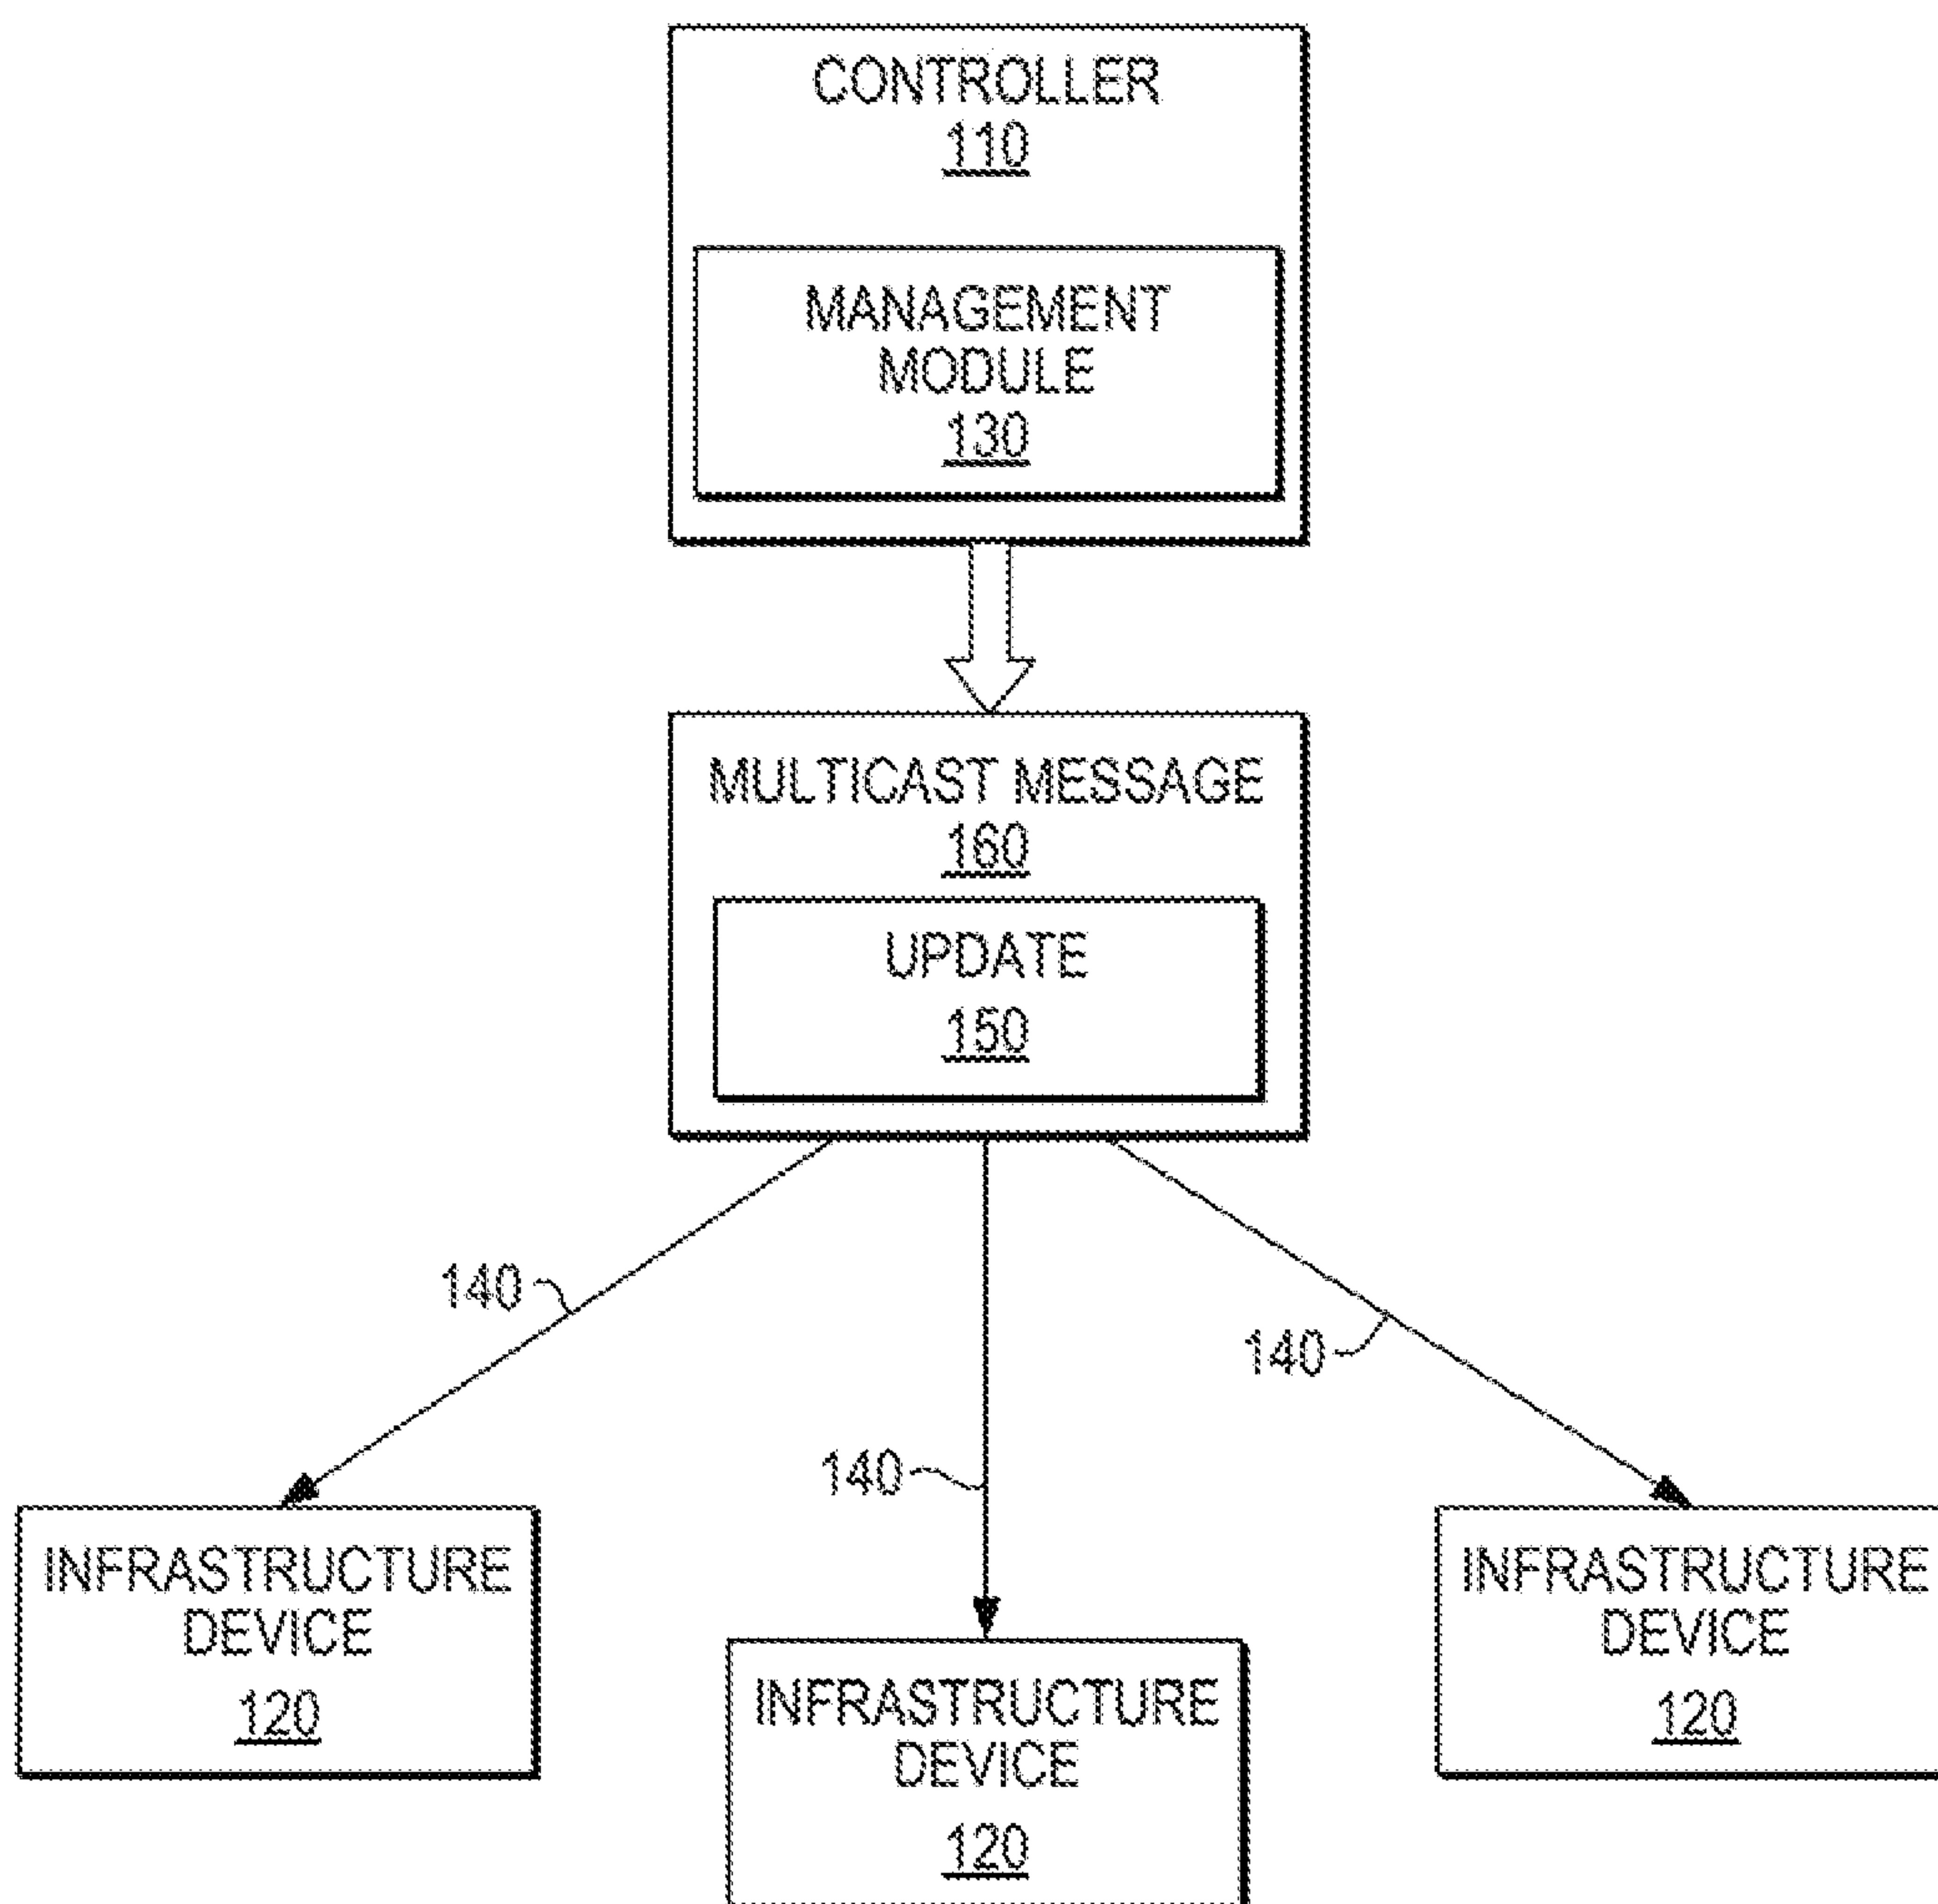 CONTROLLER
110
MANAGEMENT
MODULE
130
MULTICAST MESSAGE
160
UPDATE
150
140
140
140
INFRASTRUCTURE
DEVICE
120
INFRASTRUCTURE
DEVICE
120
INFRASTRUCTURE
DEVICE
120